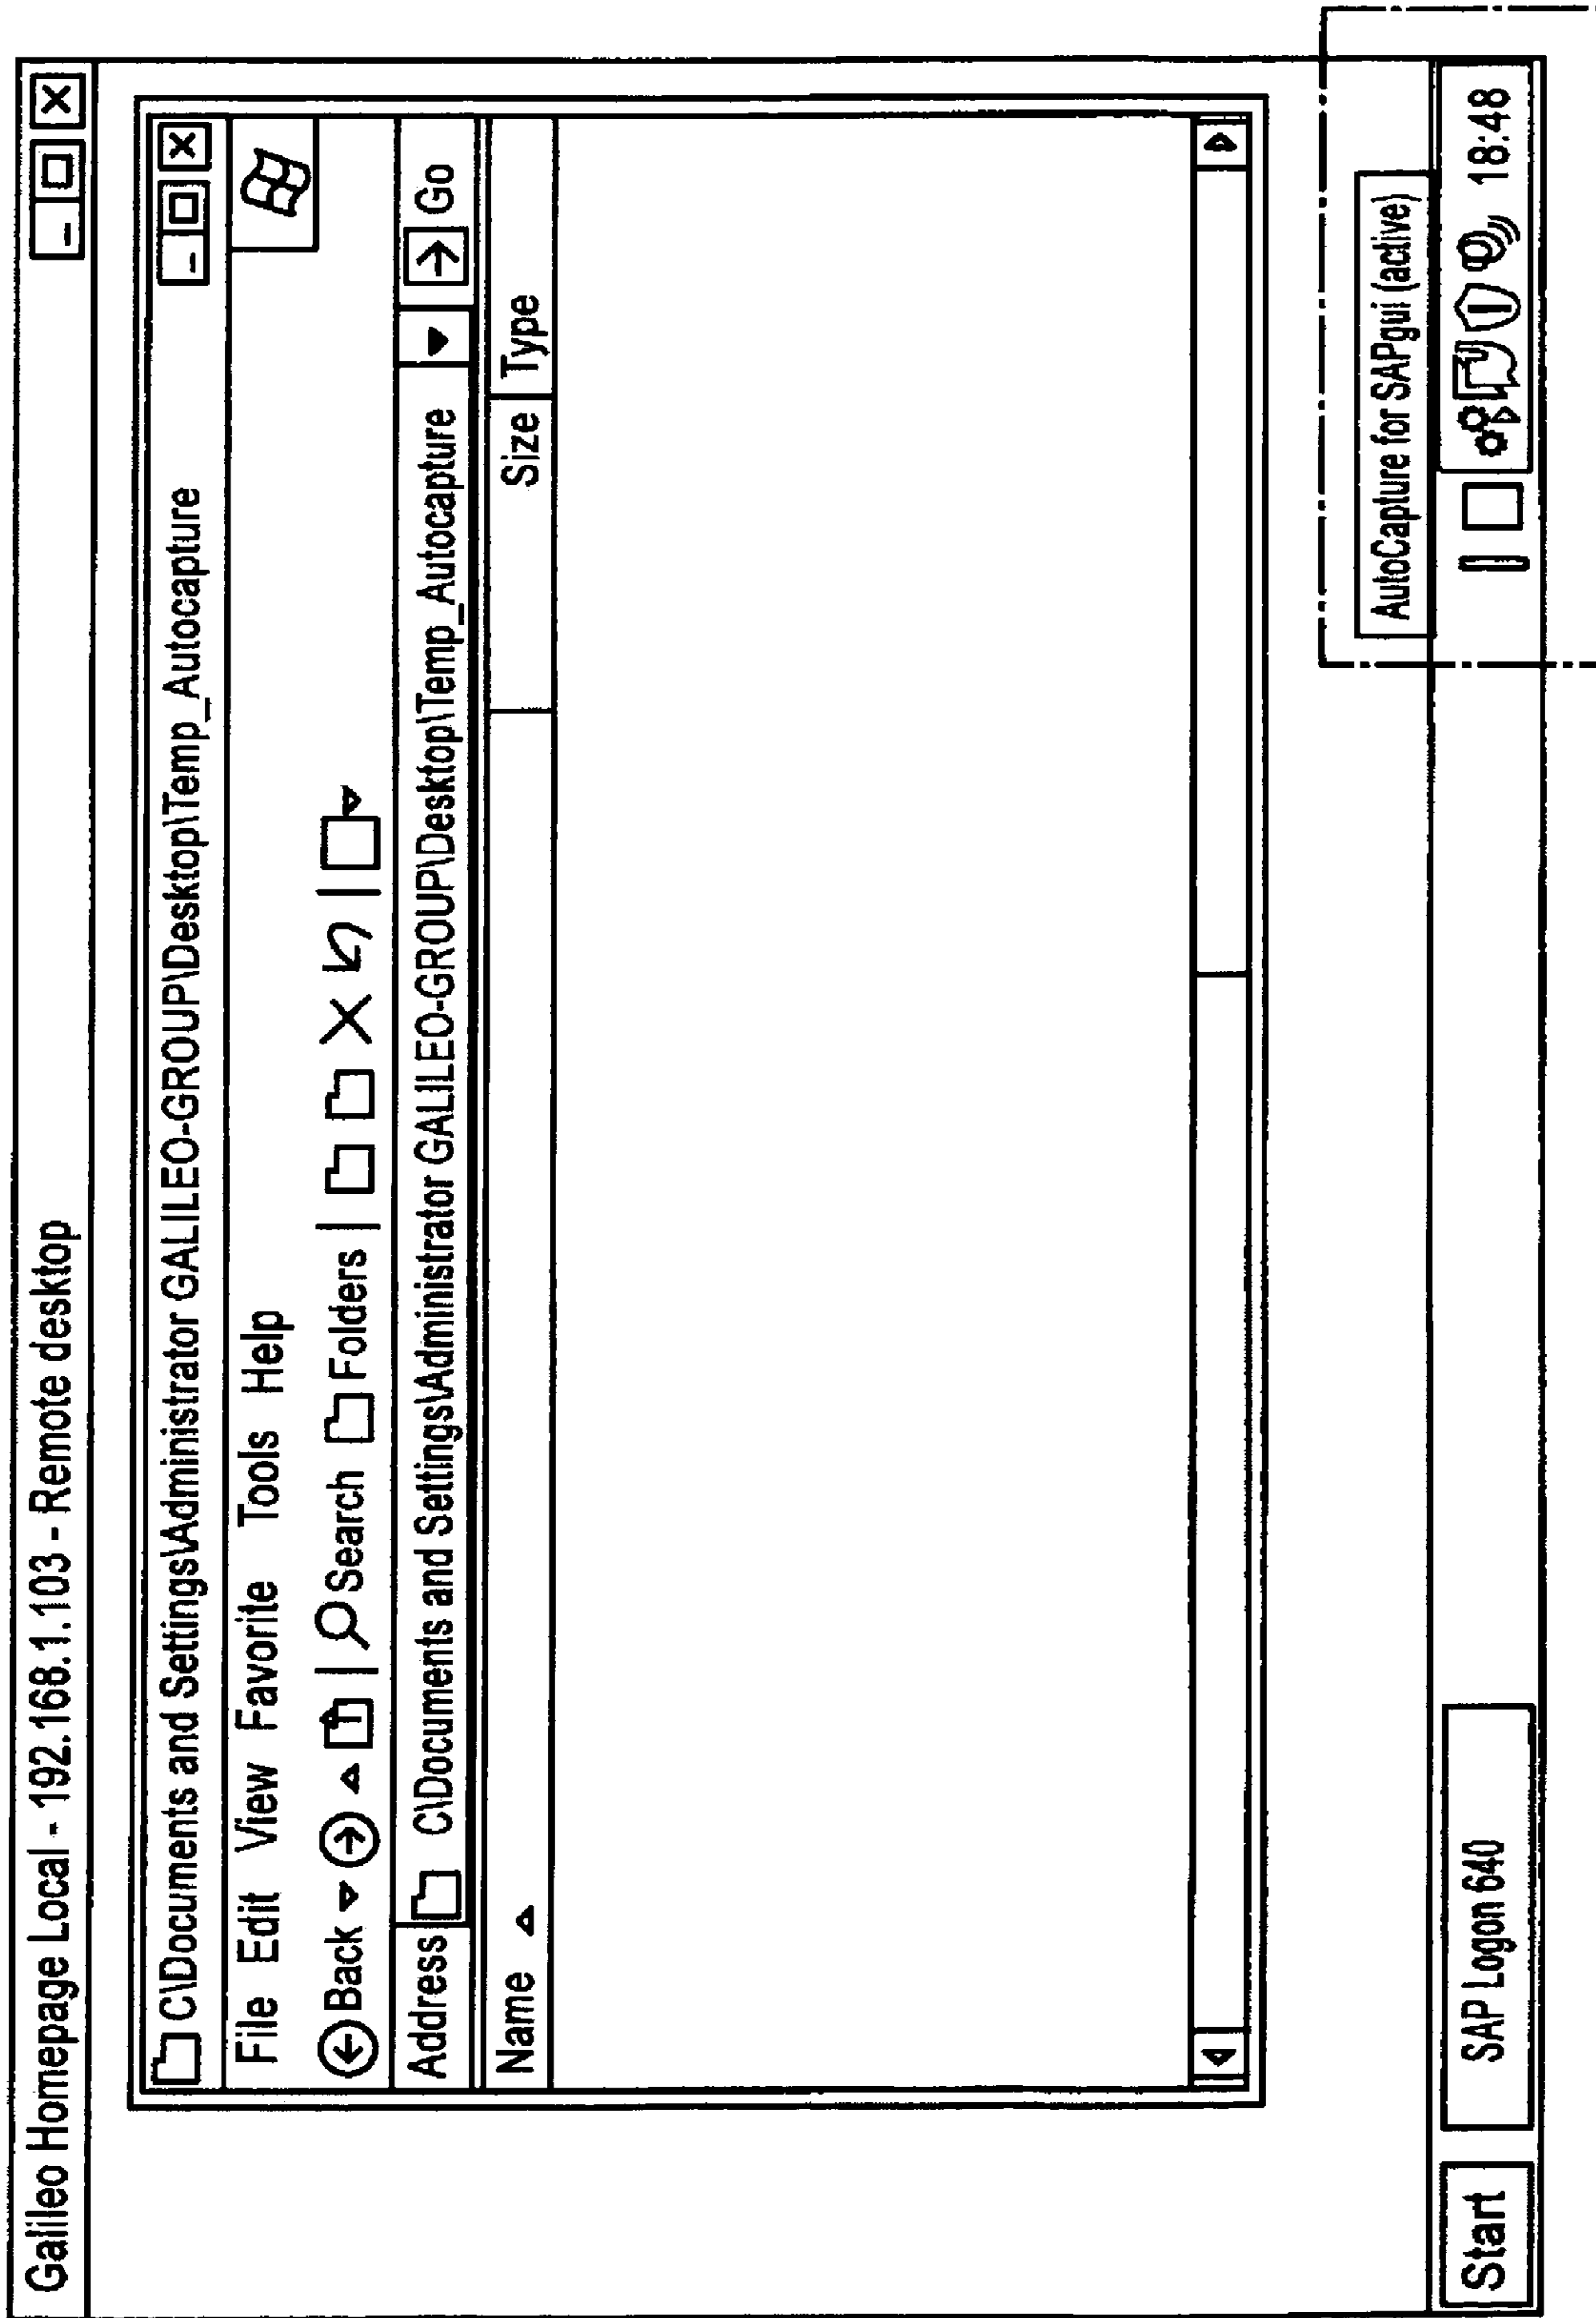 Galileo Homepage Local - 192.168.1.103 - Remote desktop
C\Documents and Settings\Administrator GALILEO-GROUP\Desktop\Temp_Autocapture
File Edit View Favorite Tools Help
Back Search Folders
Address C\Documents and Settings\Administrator GALILEO-GROUP\Desktop\Temp_Autocapture Go
Name Size Type
AutoCapture for SAPgui (active)
Start SAP Logon 640 18:48